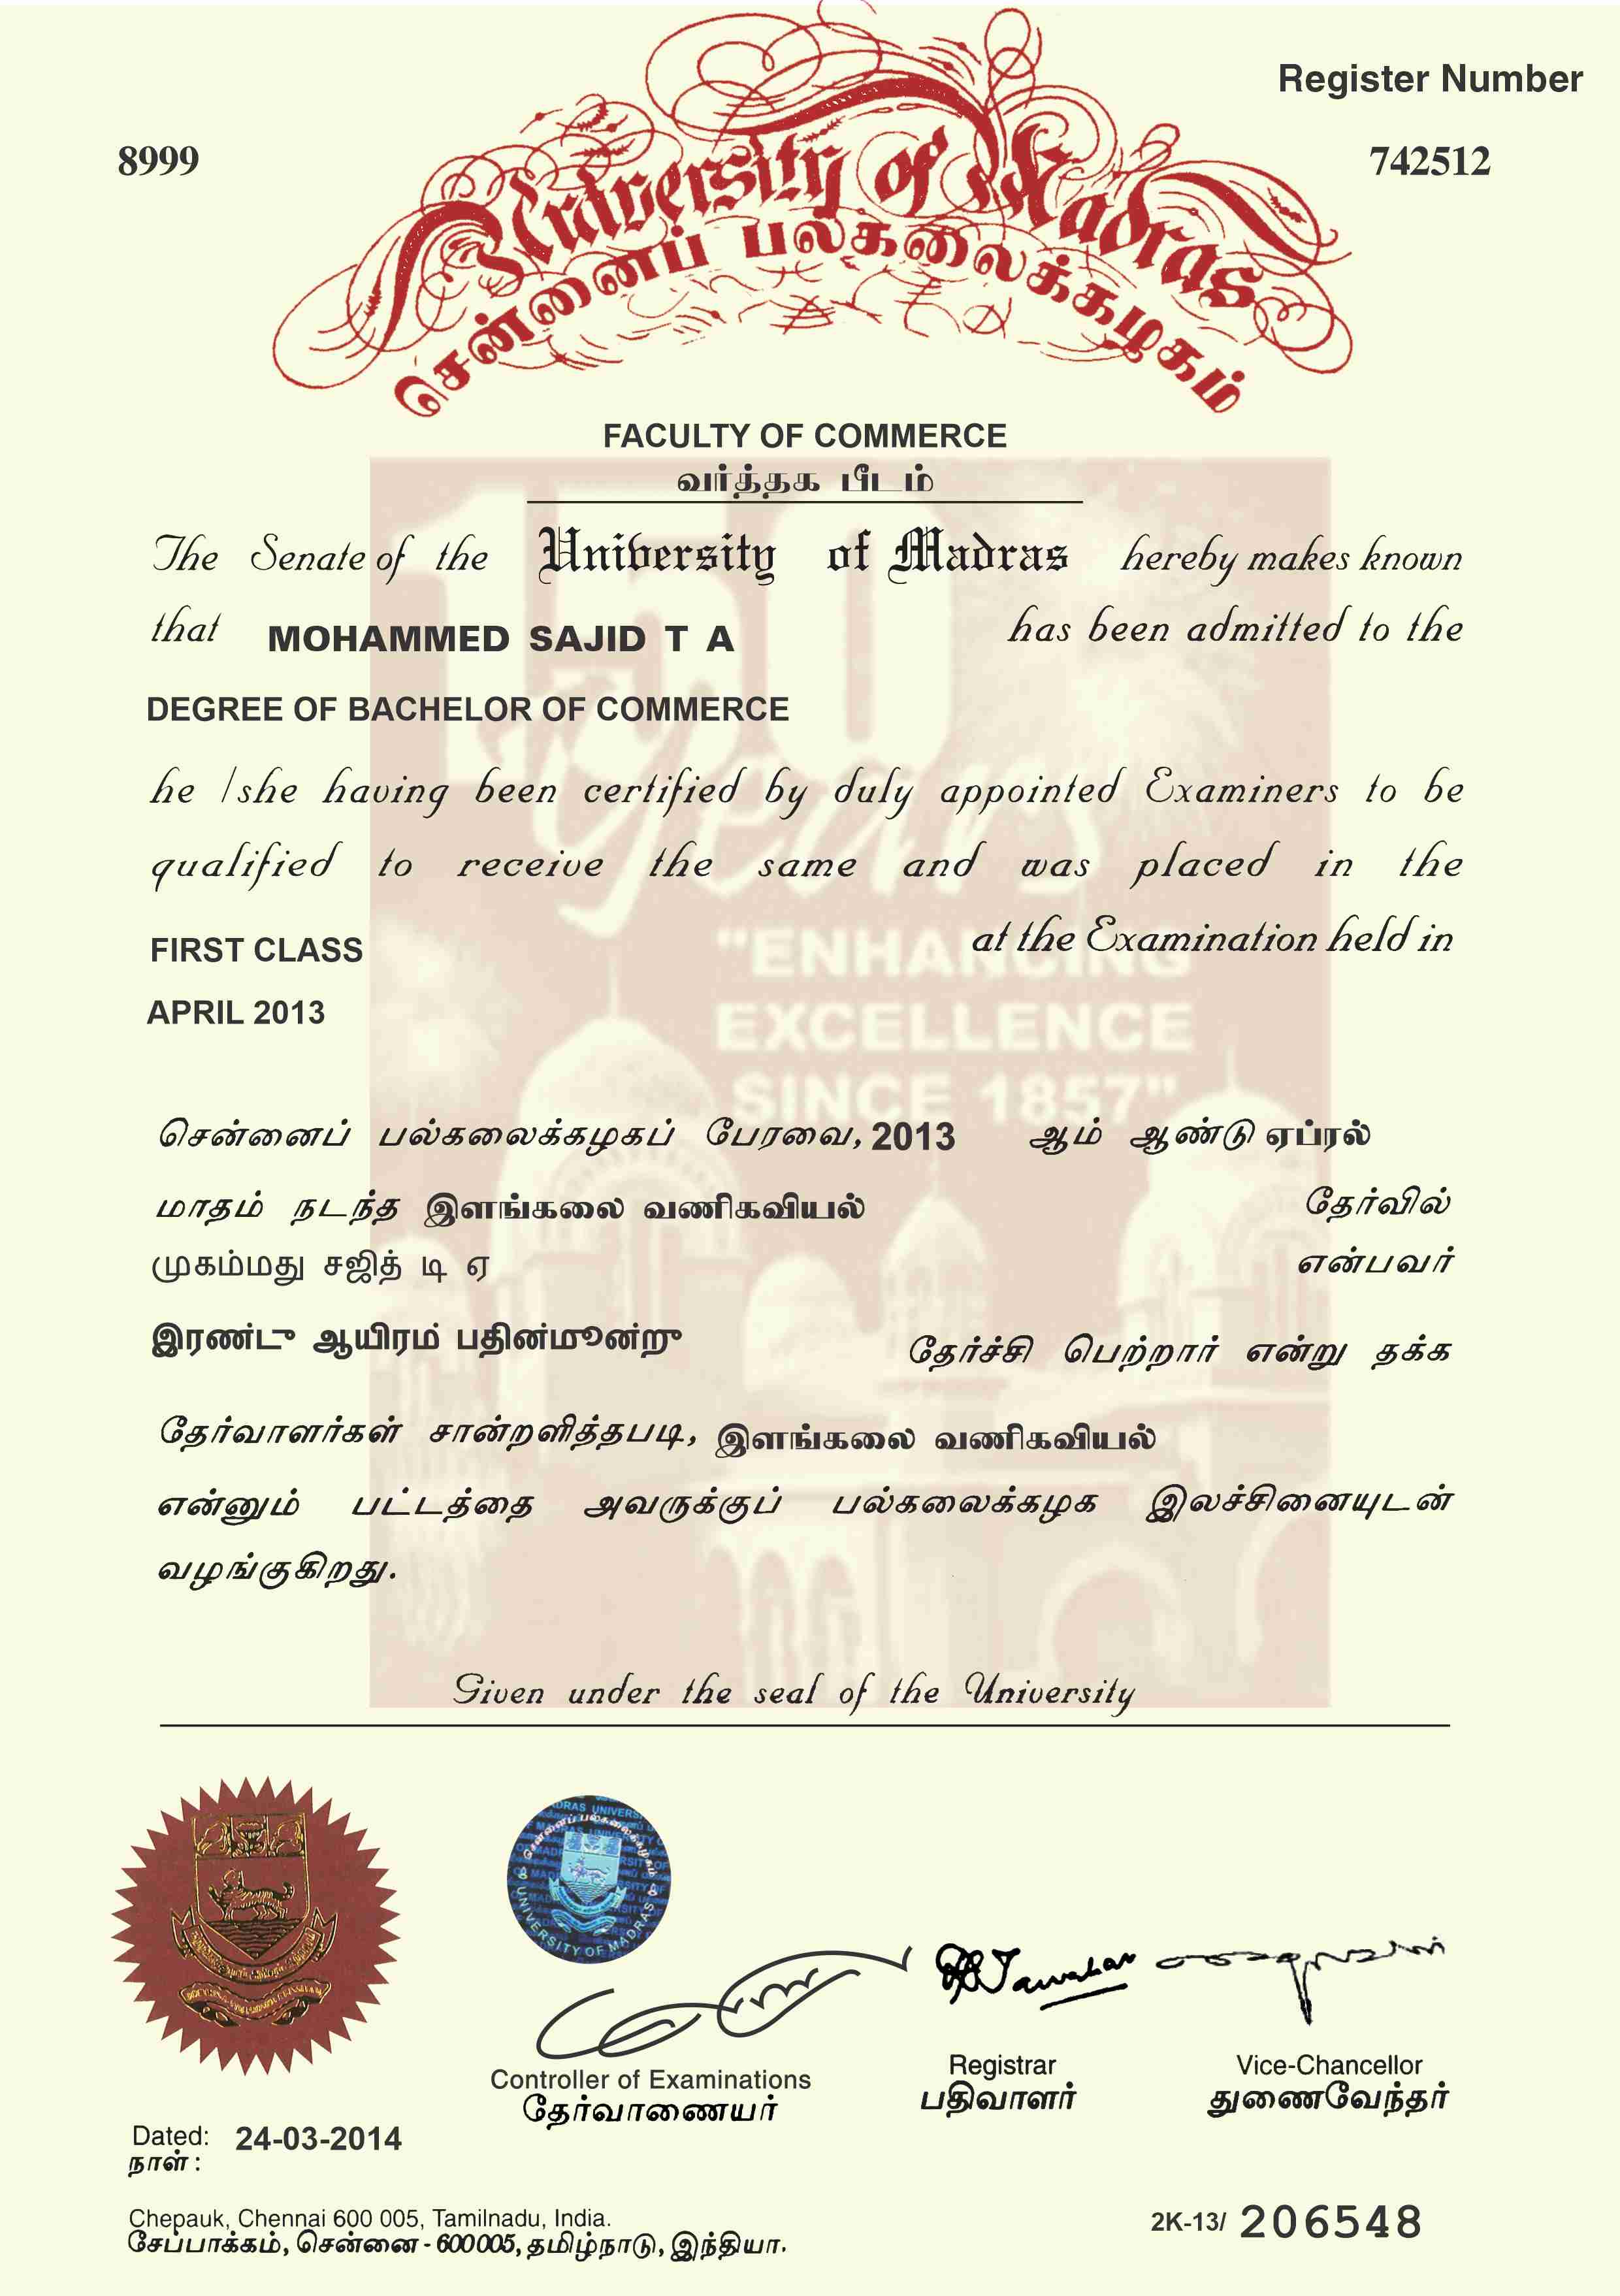 Register Number
8999
742512
University of Madras
சென்னைப் பல்கலைக்கழகம்
FACULTY OF COMMERCE
வர்த்தக பீடம்
The Senate of the University of Madras hereby makes known
that MOHAMMED SAJID T A has been admitted to the
DEGREE OF BACHELOR OF COMMERCE
he /she having been certified by duly appointed Examiners to be
qualified to receive the same and was placed in the
FIRST CLASS at the Examination held in
APRIL 2013
150
Years
"ENHANCING
EXCELLENCE
SINCE 1857"
சென்னைப் பல்கலைக்கழகப் பேரவை, 2013 ஆம் ஆண்டு ஏப்ரல்
மாதம் நடந்த இளங்கலை வணிகவியல் தேர்வில்
முகம்மது சஜித் டி ஏ என்பவர்
இரண்டு ஆயிரம் பதின்மூன்று தேர்ச்சி பெற்றார் என்று தக்க
தேர்வாளர்கள் சான்றளித்தபடி, இளங்கலை வணிகவியல்
என்னும் பட்டத்தை அவருக்குப் பல்கலைக்கழக இலச்சினையுடன்
வழங்குகிறது.
Given under the seal of the University
சென்னைப் பல்கலைக்கழகம்
UNIVERSITY OF MADRAS
Controller of Examinations
தேர்வாணையர்
Registrar
பதிவாளர்
Vice-Chancellor
துணைவேந்தர்
Dated: 24-03-2014
நாள் :
Chepauk, Chennai 600 005, Tamilnadu, India.
சேப்பாக்கம், சென்னை - 600005, தமிழ்நாடு, இந்தியா.
2K-13/ 206548